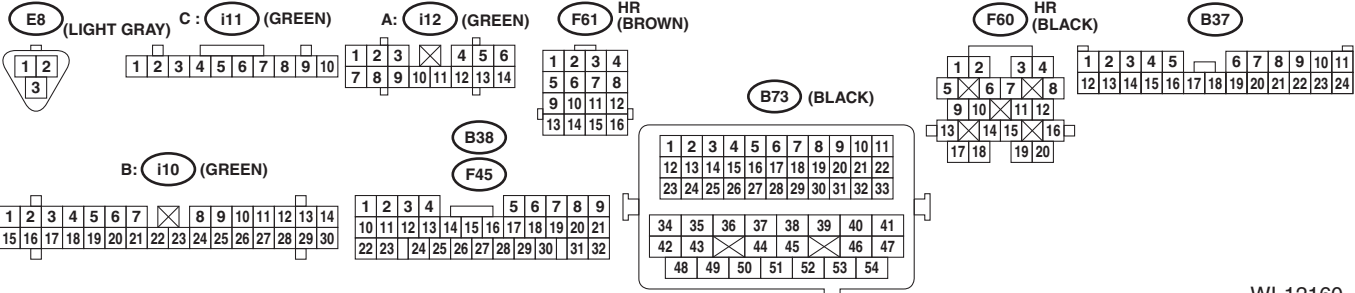 E8
(LIGHT GRAY)
1 2
3
C : i11 (GREEN)
1 2 3 4 5 6 7 8 9 10
A: i12 (GREEN)
1 2 3 4 5 6
7 8 9 10 11 12 13 14
F61 HR (BROWN)
1 2 3 4
5 6 7 8
9 10 11 12
13 14 15 16
F60 HR (BLACK)
1 2 3 4
5 6 7 8
9 10 11 12
13 14 15 16
17 18 19 20
B37
1 2 3 4 5 6 7 8 9 10 11
12 13 14 15 16 17 18 19 20 21 22 23 24
B: i10 (GREEN)
1 2 3 4 5 6 7 8 9 10 11 12 13 14
15 16 17 18 19 20 21 22 23 24 25 26 27 28 29 30
B38
F45
1 2 3 4 5 6 7 8 9
10 11 12 13 14 15 16 17 18 19 20 21
22 23 24 25 26 27 28 29 30 31 32
B73 (BLACK)
1 2 3 4 5 6 7 8 9 10 11
12 13 14 15 16 17 18 19 20 21 22
23 24 25 26 27 28 29 30 31 32 33
34 35 36 37 38 39 40 41
42 43 44 45 46 47
48 49 50 51 52 53 54